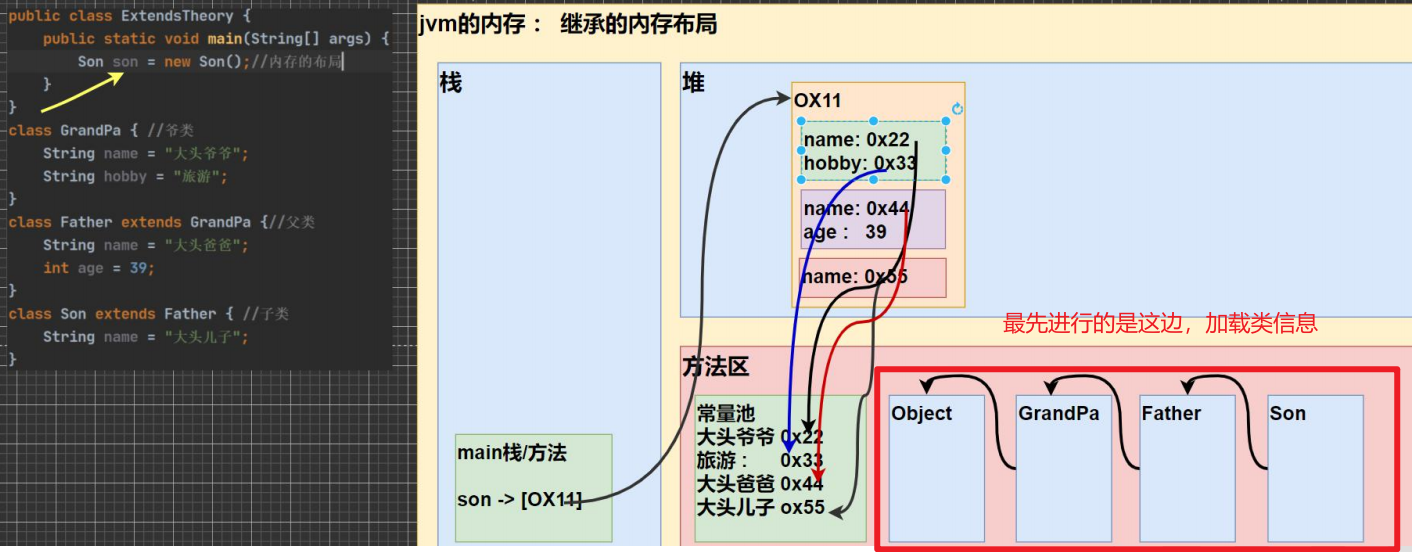 public class ExtendsTheory {
public static void main(String[] args) {
Son son = new Son();//内存的布局
}
}
class GrandPa { //爷类
String name = "大头爷爷";
String hobby = "旅游";
}
class Father extends GrandPa {//父类
String name = "大头爸爸";
int age = 39;
}
class Son extends Father { //子类
String name = "大头儿子";
}
jvm的内存： 继承的内存布局
栈
main栈/方法
son -> [OX11]
堆
OX11
name: 0x22
hobby: 0x33
name: 0x44
age： 39
name: 0x55
最先进行的是这边，加载类信息
方法区
常量池
大头爷爷 0x22
旅游： 0x33
大头爸爸 0x44
大头儿子 ox55
Object
GrandPa
Father
Son